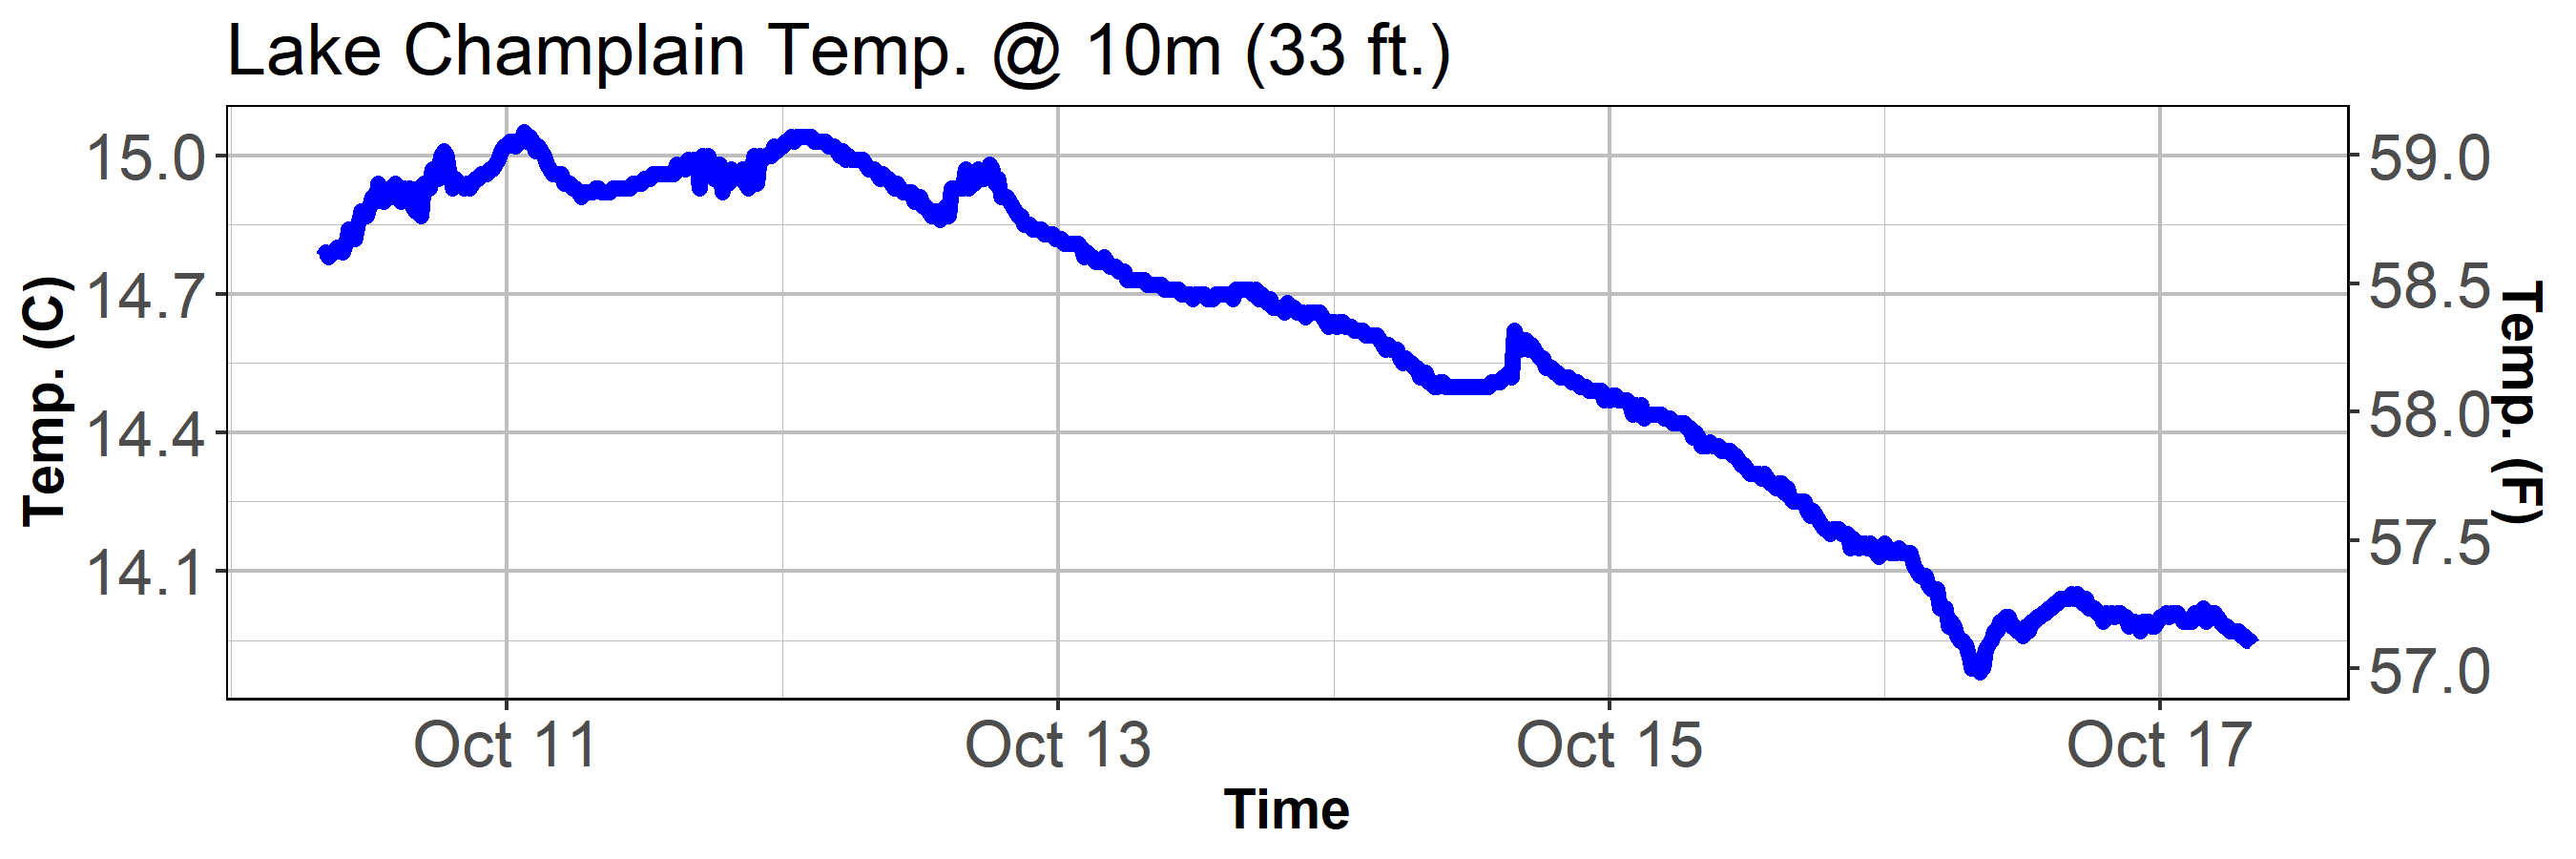 Lake Champlain Temp. @ 10m (33 ft.)
Temp. (C)
15.0
14.7
14.4
14.1
59.0
58.5
58.0
57.5
57.0
Temp. (F)
Oct 11
Oct 13
Oct 15
Oct 17
Time